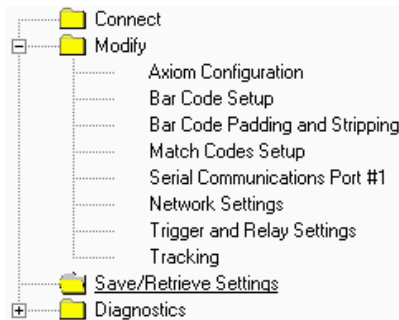 Connect
Modify
Axiom Configuration
Bar Code Setup
Bar Code Padding and Stripping
Match Codes Setup
Serial Communications Port #1
Network Settings
Trigger and Relay Settings
Tracking
Save/Retrieve Settings
Diagnostics